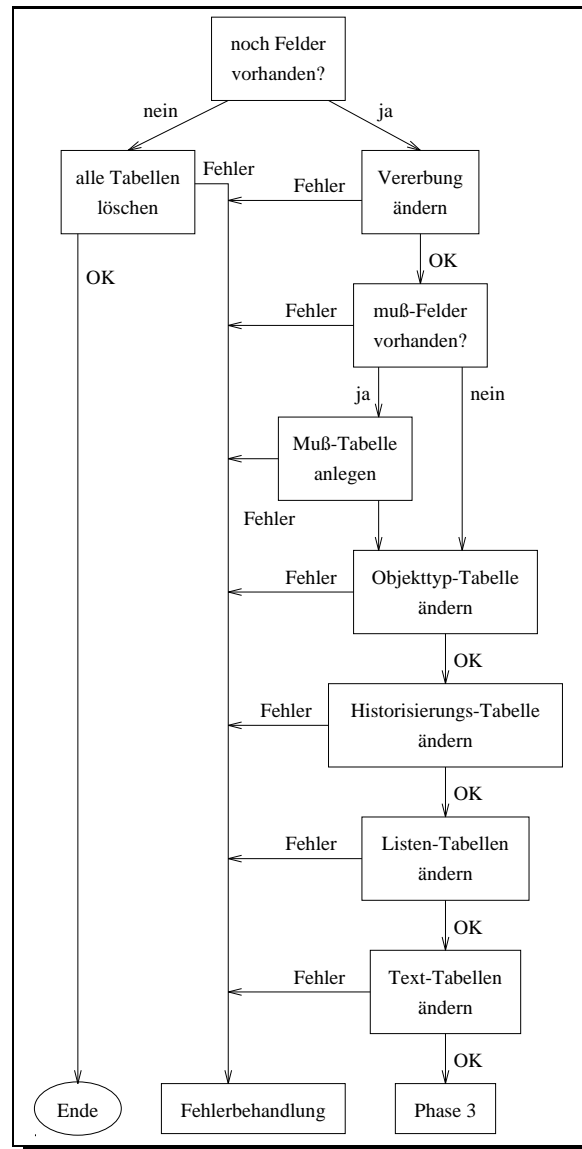 noch Felder
vorhanden?
nein
ja
alle Tabellen
löschen
Fehler
Fehler
Vererbung
ändern
OK
OK
Fehler
muß-Felder
vorhanden?
ja
nein
Muß-Tabelle
anlegen
Fehler
Fehler
Objekttyp-Tabelle
ändern
OK
Fehler
Historisierungs-Tabelle
ändern
OK
Fehler
Listen-Tabellen
ändern
OK
Fehler
Text-Tabellen
ändern
OK
Ende
Fehlerbehandlung
Phase 3